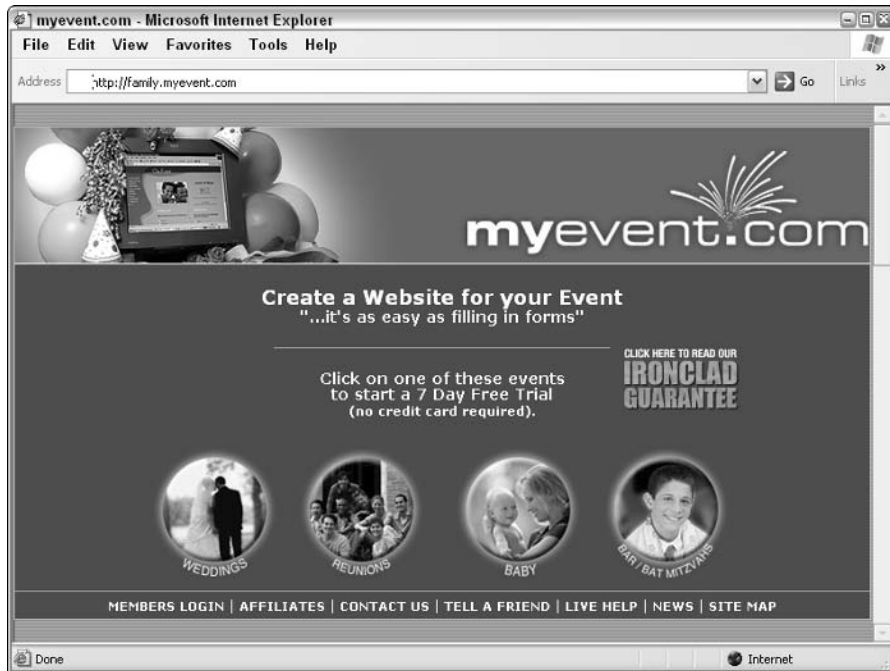 myevent.com - Microsoft Internet Explorer
File Edit View Favorites Tools Help
Address http://family.myevent.com Go Links »
myevent.com
Create a Website for your Event
"...it's as easy as filling in forms"
CLICK HERE TO READ OUR
IRONCLAD
GUARANTEE
Click on one of these events
to start a 7 Day Free Trial
(no credit card required).
WEDDINGS REUNIONS BABY BAR / BAT MITZVAHS
MEMBERS LOGIN | AFFILIATES | CONTACT US | TELL A FRIEND | LIVE HELP | NEWS | SITE MAP
Done Internet